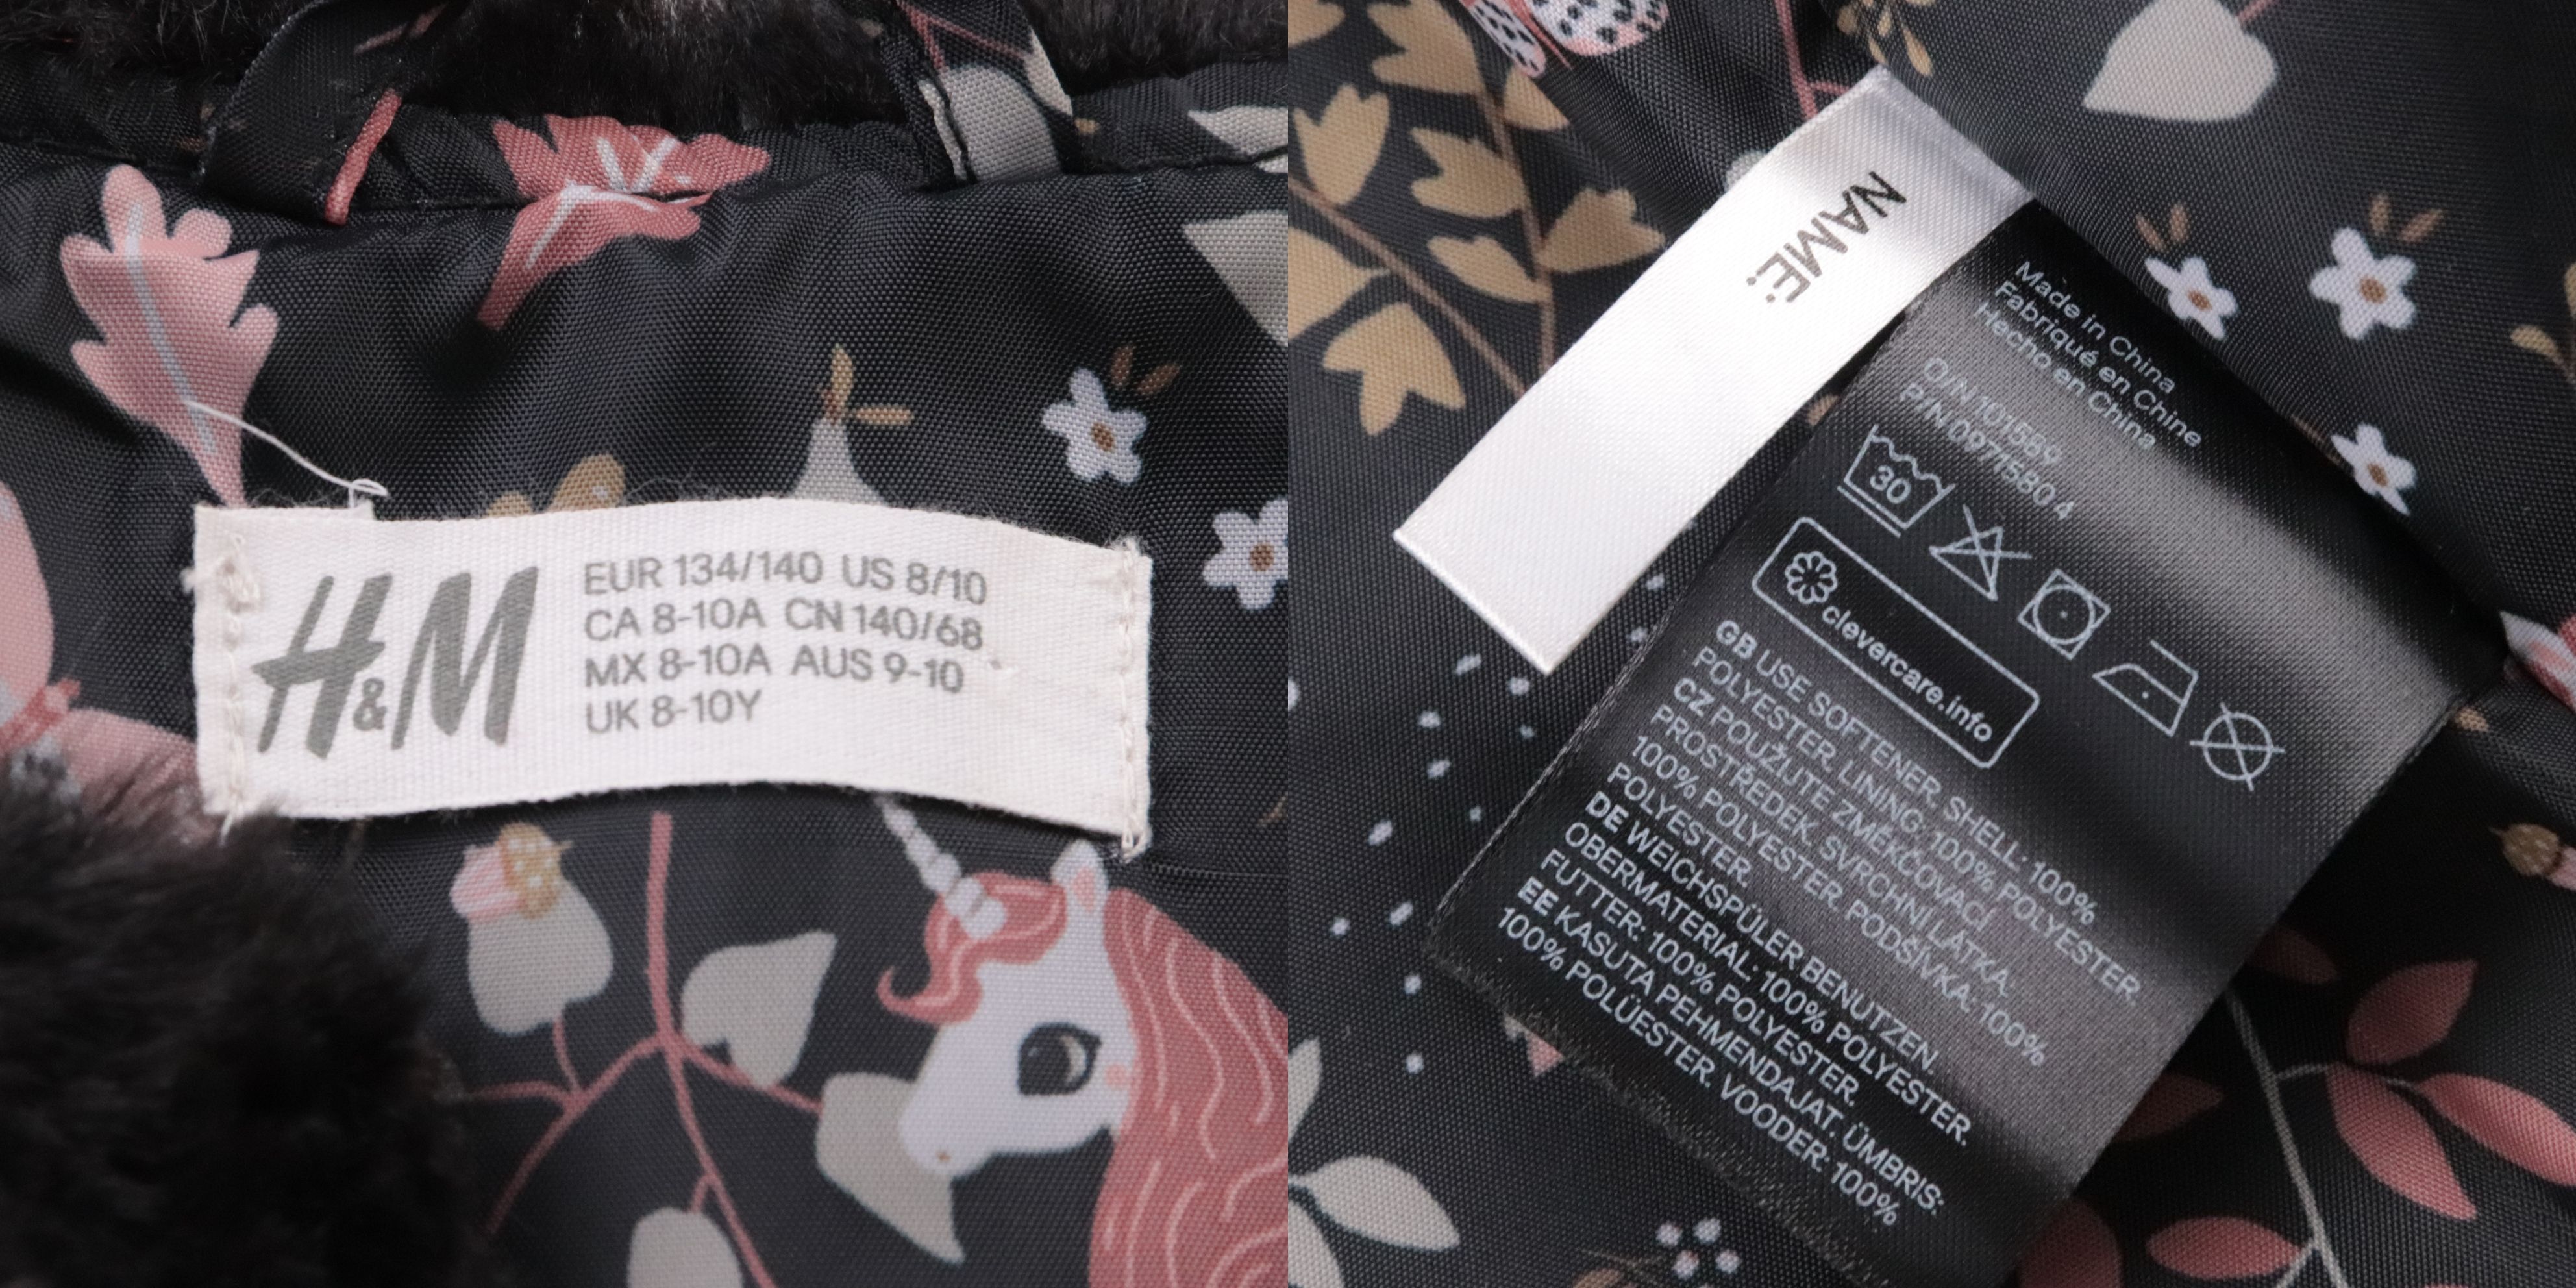 H&M
EUR 134/140 US 8/10
CA 8-10A CN 140/68
MX 8-10A AUS 9-10
UK 8-10Y
NAME:
Made in China
Fabriqué en Chine
Hecho en China
O/N 101589
P/N 0971580 4
30
clevercare.info
GB USE SOFTENER. SHELL: 100%
POLYESTER. LINING: 100% POLYESTER.
CZ POUŽIJTE ZMĚKČOVACÍ
PROSTŘEDEK. SVRCHNÍ LÁTKA:
100% POLYESTER. PODŠÍVKA: 100%
POLYESTER.
DE WEICHSPÜLER BENUTZEN.
OBERMATERIAL: 100% POLYESTER.
FUTTER: 100% POLYESTER.
EE KASUTA PEHMENDAJAT. ÜMBRIS:
100% POLÜESTER. VOODER: 100%